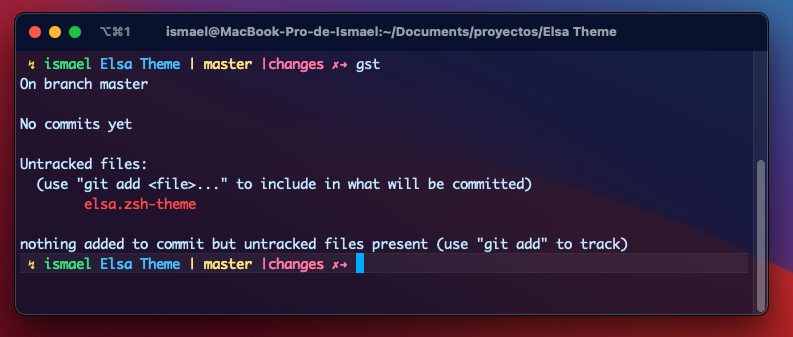 ⌥⌘1 ismael@MacBook-Pro-de-Ismael:~/Documents/proyectos/Elsa Theme
↯ ismael Elsa Theme | master |changes ✗➜ gst
On branch master
No commits yet
Untracked files:
(use "git add <file>..." to include in what will be committed)
elsa.zsh-theme
nothing added to commit but untracked files present (use "git add" to track)
↯ ismael Elsa Theme | master |changes ✗➜